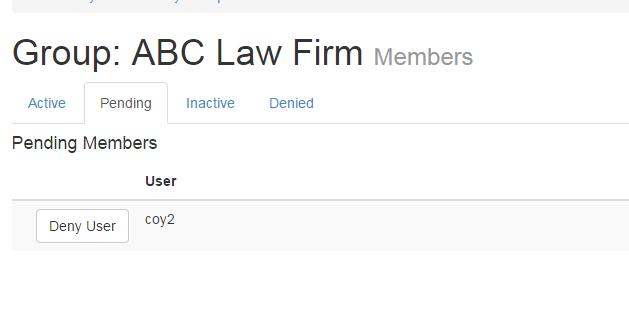 Group: ABC Law Firm Members
Active Pending Inactive Denied
Pending Members
User
Deny User coy2